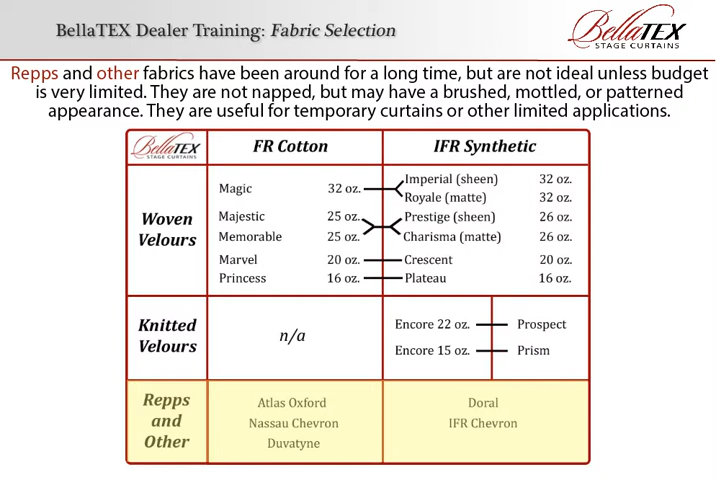 BellaTEX Dealer Training: Fabric Selection
BellaTEX
STAGE CURTAINS
Repps and other fabrics have been around for a long time, but are not ideal unless budget
is very limited. They are not napped, but may have a brushed, mottled, or patterned
appearance. They are useful for temporary curtains or other limited applications.
BellaTEX
STAGE CURTAINS
FR Cotton
IFR Synthetic
Woven
Velours
Magic 32 oz.
Majestic 25 oz.
Memorable 25 oz.
Marvel 20 oz.
Princess 16 oz.
Imperial (sheen) 32 oz.
Royale (matte) 32 oz.
Prestige (sheen) 26 oz.
Charisma (matte) 26 oz.
Crescent 20 oz.
Plateau 16 oz.
Knitted
Velours
n/a
Encore 22 oz. Prospect
Encore 15 oz. Prism
Repps
and
Other
Atlas Oxford
Nassau Chevron
Duvatyne
Doral
IFR Chevron